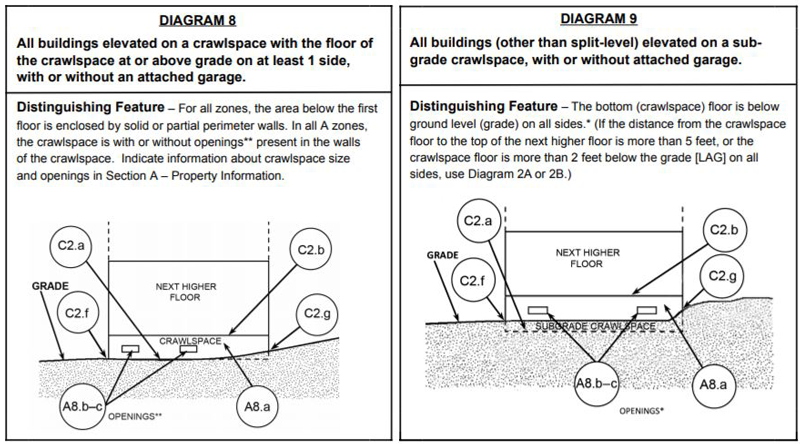 DIAGRAM 8
All buildings elevated on a crawlspace with the floor of
the crawlspace at or above grade on at least 1 side,
with or without an attached garage.
Distinguishing Feature – For all zones, the area below the first
floor is enclosed by solid or partial perimeter walls. In all A zones,
the crawlspace is with or without openings** present in the walls
of the crawlspace. Indicate information about crawlspace size
and openings in Section A – Property Information.
C2.a
C2.b
GRADE
NEXT HIGHER
FLOOR
C2.f
C2.g
CRAWLSPACE
A8.b–c
OPENINGS**
A8.a
DIAGRAM 9
All buildings (other than split-level) elevated on a sub-
grade crawlspace, with or without attached garage.
Distinguishing Feature – The bottom (crawlspace) floor is below
ground level (grade) on all sides.* (If the distance from the crawlspace
floor to the top of the next higher floor is more than 5 feet, or the
crawlspace floor is more than 2 feet below the grade [LAG] on all
sides, use Diagram 2A or 2B.)
C2.a
C2.b
GRADE
NEXT HIGHER
FLOOR
C2.f
C2.g
SUBGRADE CRAWLSPACE
A8.b–c
A8.a
OPENINGS*